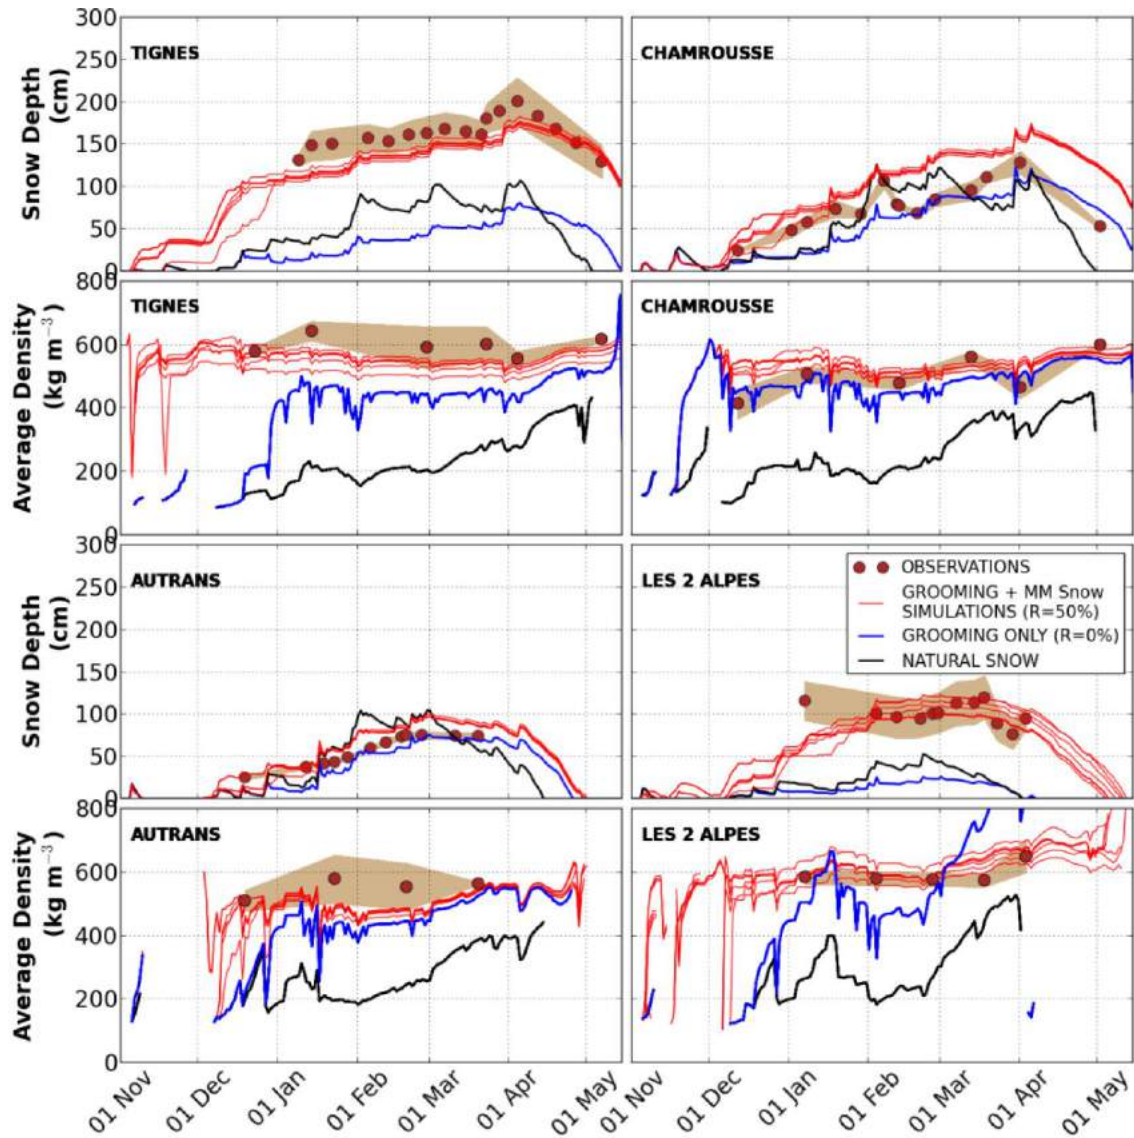 300
250
200
150
100
50
0
Snow Depth
(cm)
TIGNES
CHAMROUSSE
800
600
400
200
0
Average Density
(kg m⁻³)
TIGNES
CHAMROUSSE
300
250
200
150
100
50
0
Snow Depth
(cm)
AUTRANS
LES 2 ALPES
OBSERVATIONS
GROOMING + MM Snow
SIMULATIONS (R=50%)
GROOMING ONLY (R=0%)
NATURAL SNOW
800
600
400
200
0
Average Density
(kg m⁻³)
AUTRANS
LES 2 ALPES
01 Nov
01 Dec
01 Jan
01 Feb
01 Mar
01 Apr
01 May
01 Nov
01 Dec
01 Jan
01 Feb
01 Mar
01 Apr
01 May